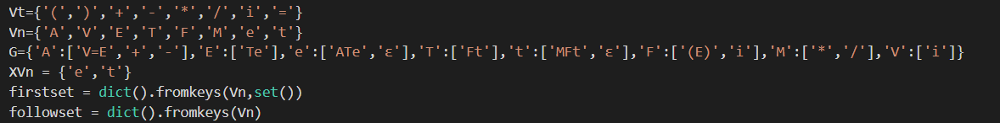 Vt={'(',')','+','-','*','/','i','='}
Vn={'A','V','E','T','F','M','e','t'}
G={'A':['V=E','+','-'],'E':['Te'],'e':['ATe','ε'],'T':['Ft'],'t':['MFt','ε'],'F':['(E)','i'],'M':['*','/'],'V':['i']}
XVn = {'e','t'}
firstset = dict().fromkeys(Vn,set())
followset = dict().fromkeys(Vn)